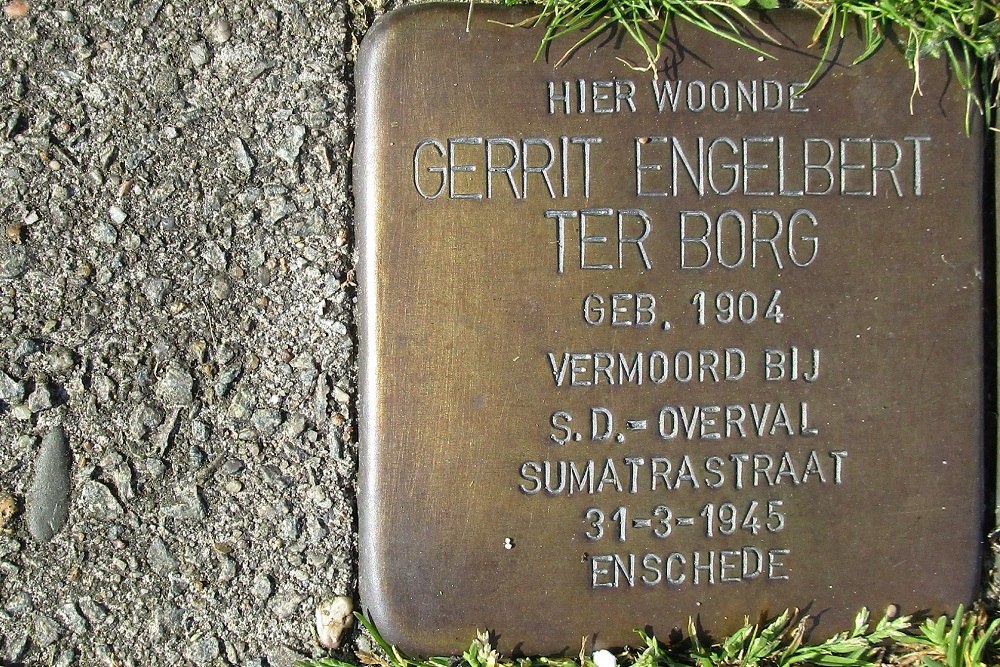 HIER WOONDE
GERRIT ENGELBERT
TER BORG
GEB. 1904
VERMOORD BIJ
S.D.-OVERVAL
SUMATRASTRAAT
31-3-1945
ENSCHEDE